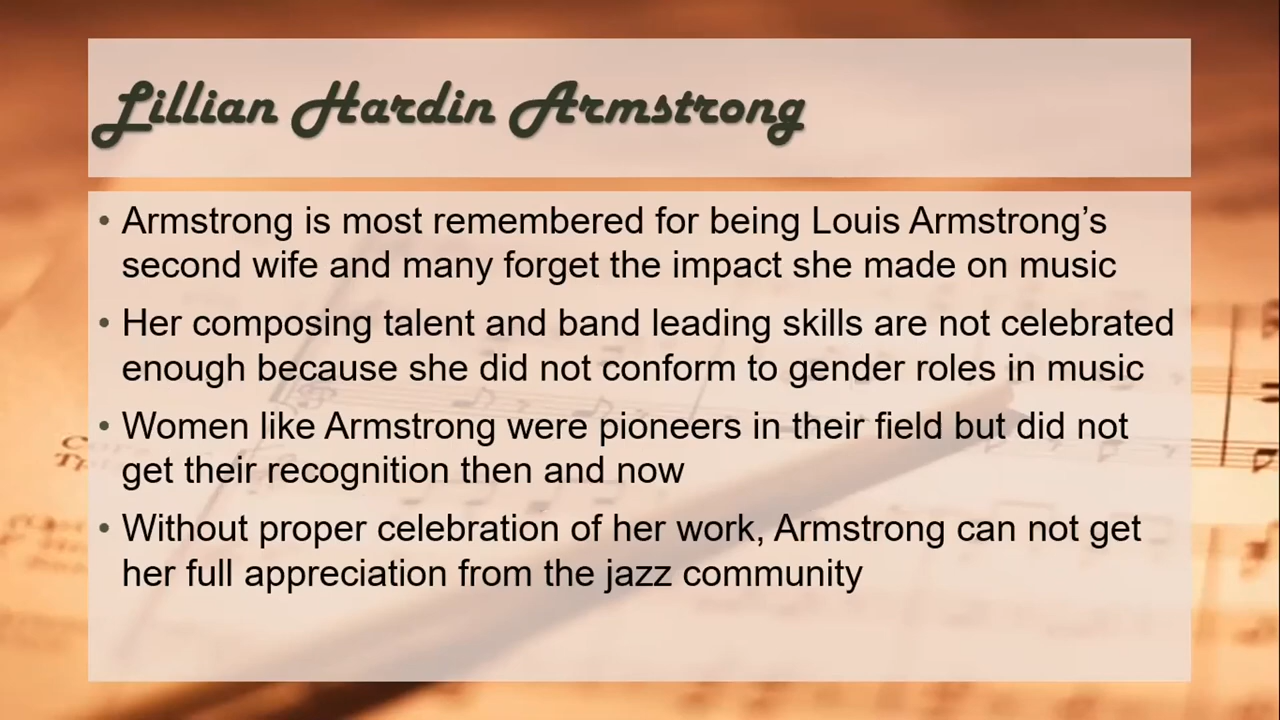 Lillian Hardin Armstrong
• Armstrong is most remembered for being Louis Armstrong’s
second wife and many forget the impact she made on music
• Her composing talent and band leading skills are not celebrated
enough because she did not conform to gender roles in music
• Women like Armstrong were pioneers in their field but did not
get their recognition then and now
• Without proper celebration of her work, Armstrong can not get
her full appreciation from the jazz community